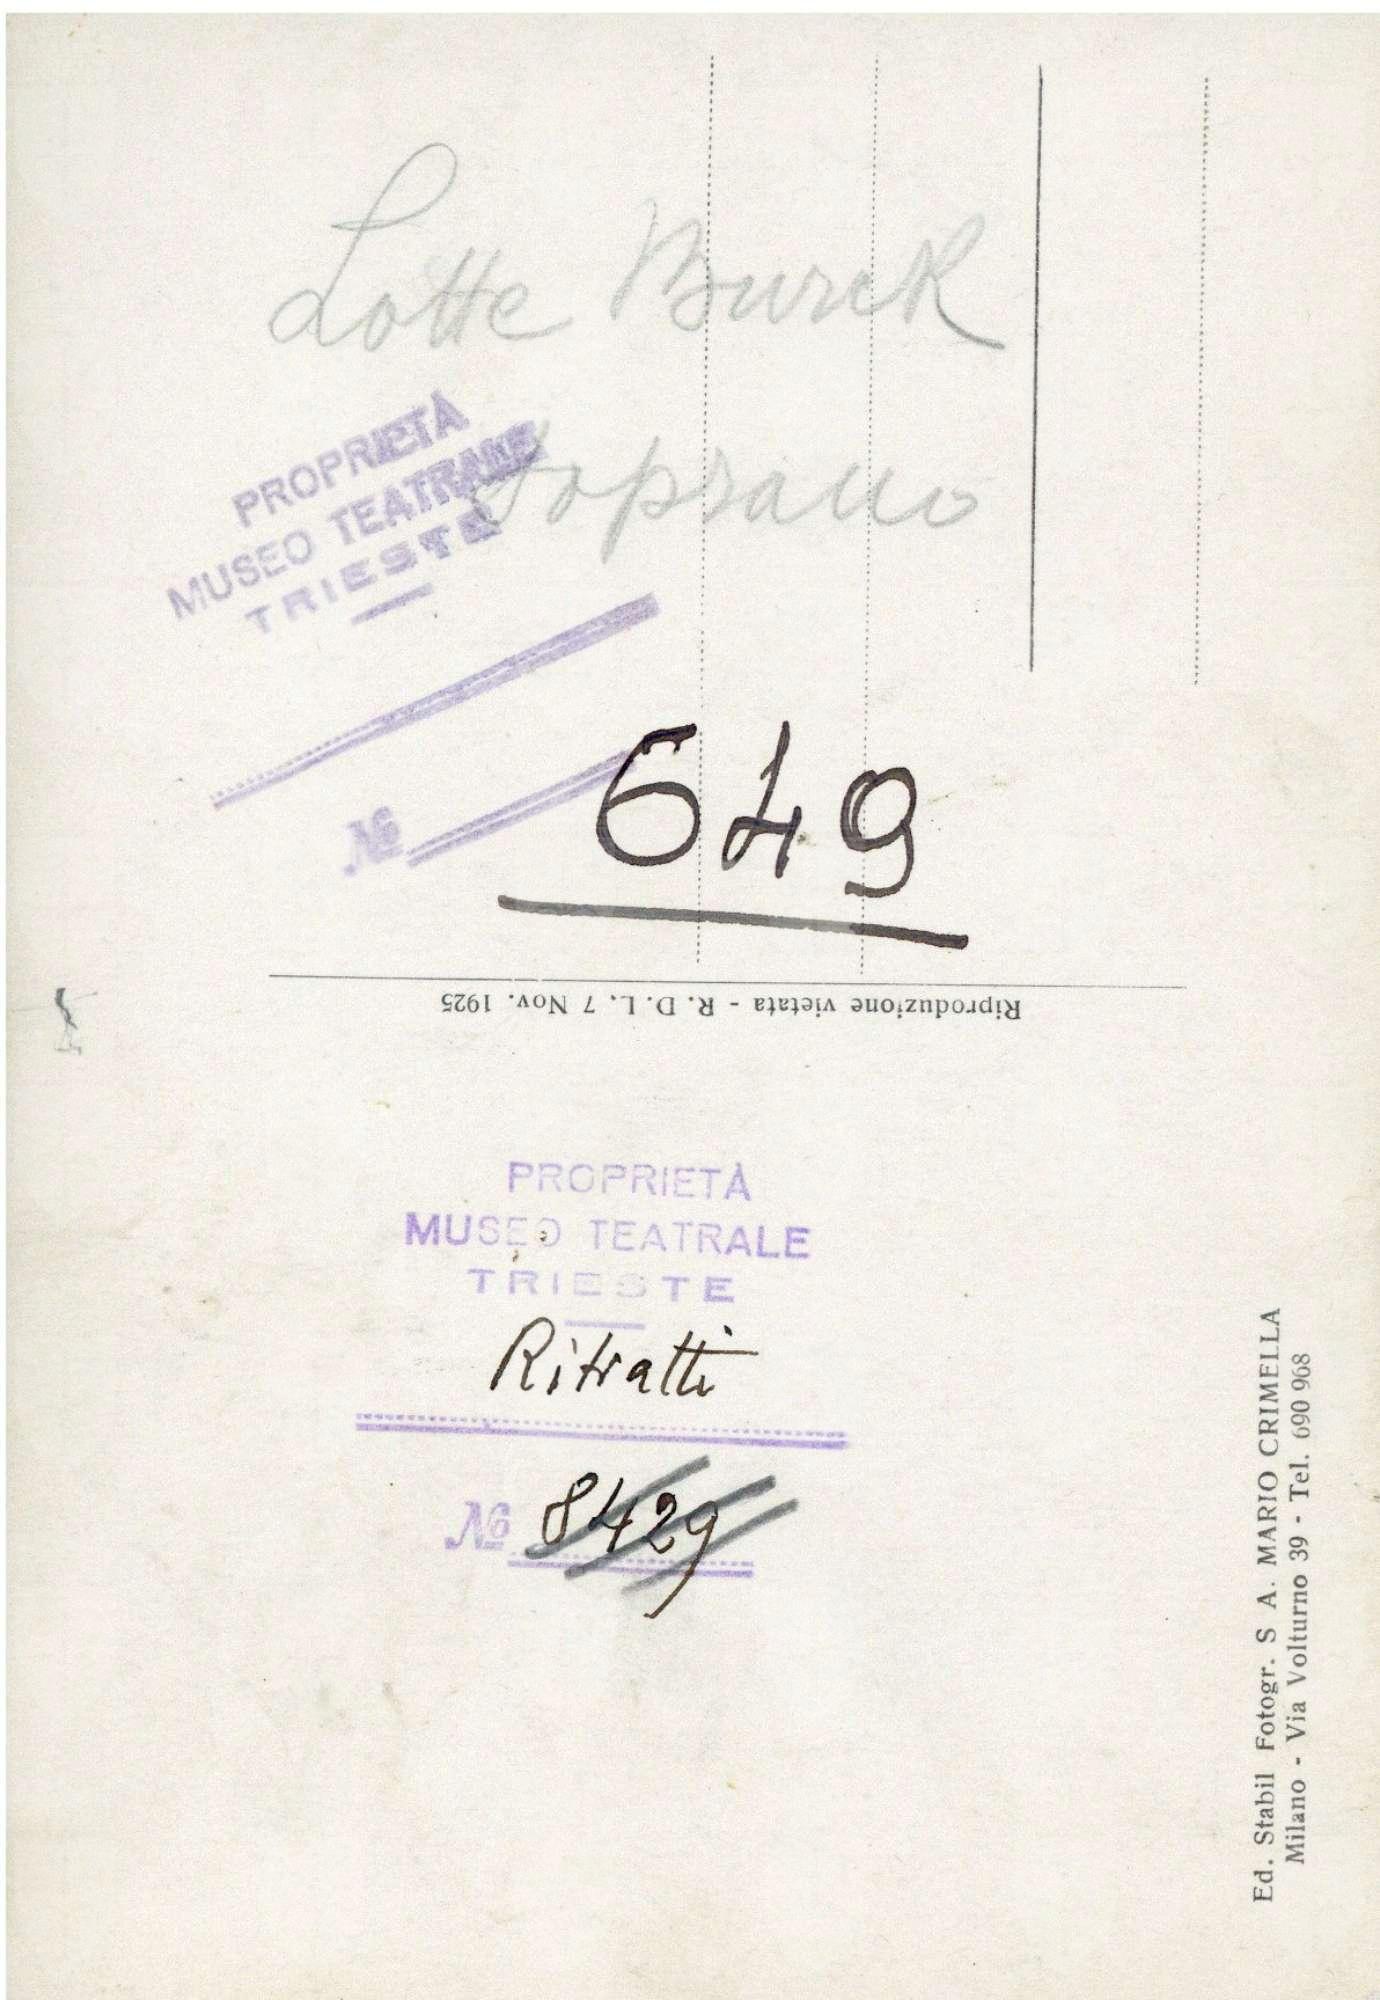 Lotte Burck
Soprano
PROPRIETÀ
MUSEO TEATRALE
TRIESTE
№
649
Riproduzione vietata - R. D. L. 7 Nov. 1925
PROPRIETÀ
MUSEO TEATRALE
TRIESTE
Ritratti
№ 8429
Ed. Stabil Fotogr. S A. MARIO CRIMELLA
Milano - Via Volturno 39 - Tel. 690 968